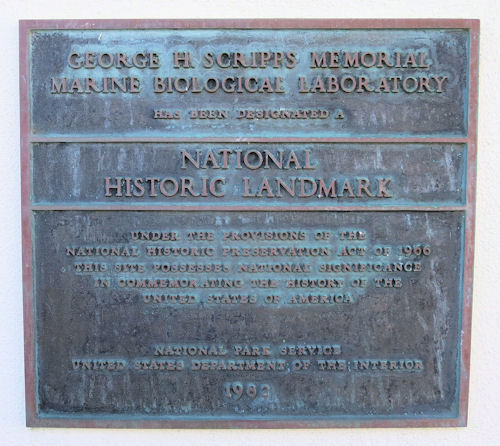 GEORGE H SCRIPPS MEMORIAL
MARINE BIOLOGICAL LABORATORY
HAS BEEN DESIGNATED A
NATIONAL
HISTORIC LANDMARK
UNDER THE PROVISIONS OF THE
NATIONAL HISTORIC PRESERVATION ACT OF 1966
THIS SITE POSSESSES NATIONAL SIGNIFICANCE
IN COMMEMORATING THE HISTORY OF THE
UNITED STATES OF AMERICA
NATIONAL PARK SERVICE
UNITED STATES DEPARTMENT OF THE INTERIOR
1982